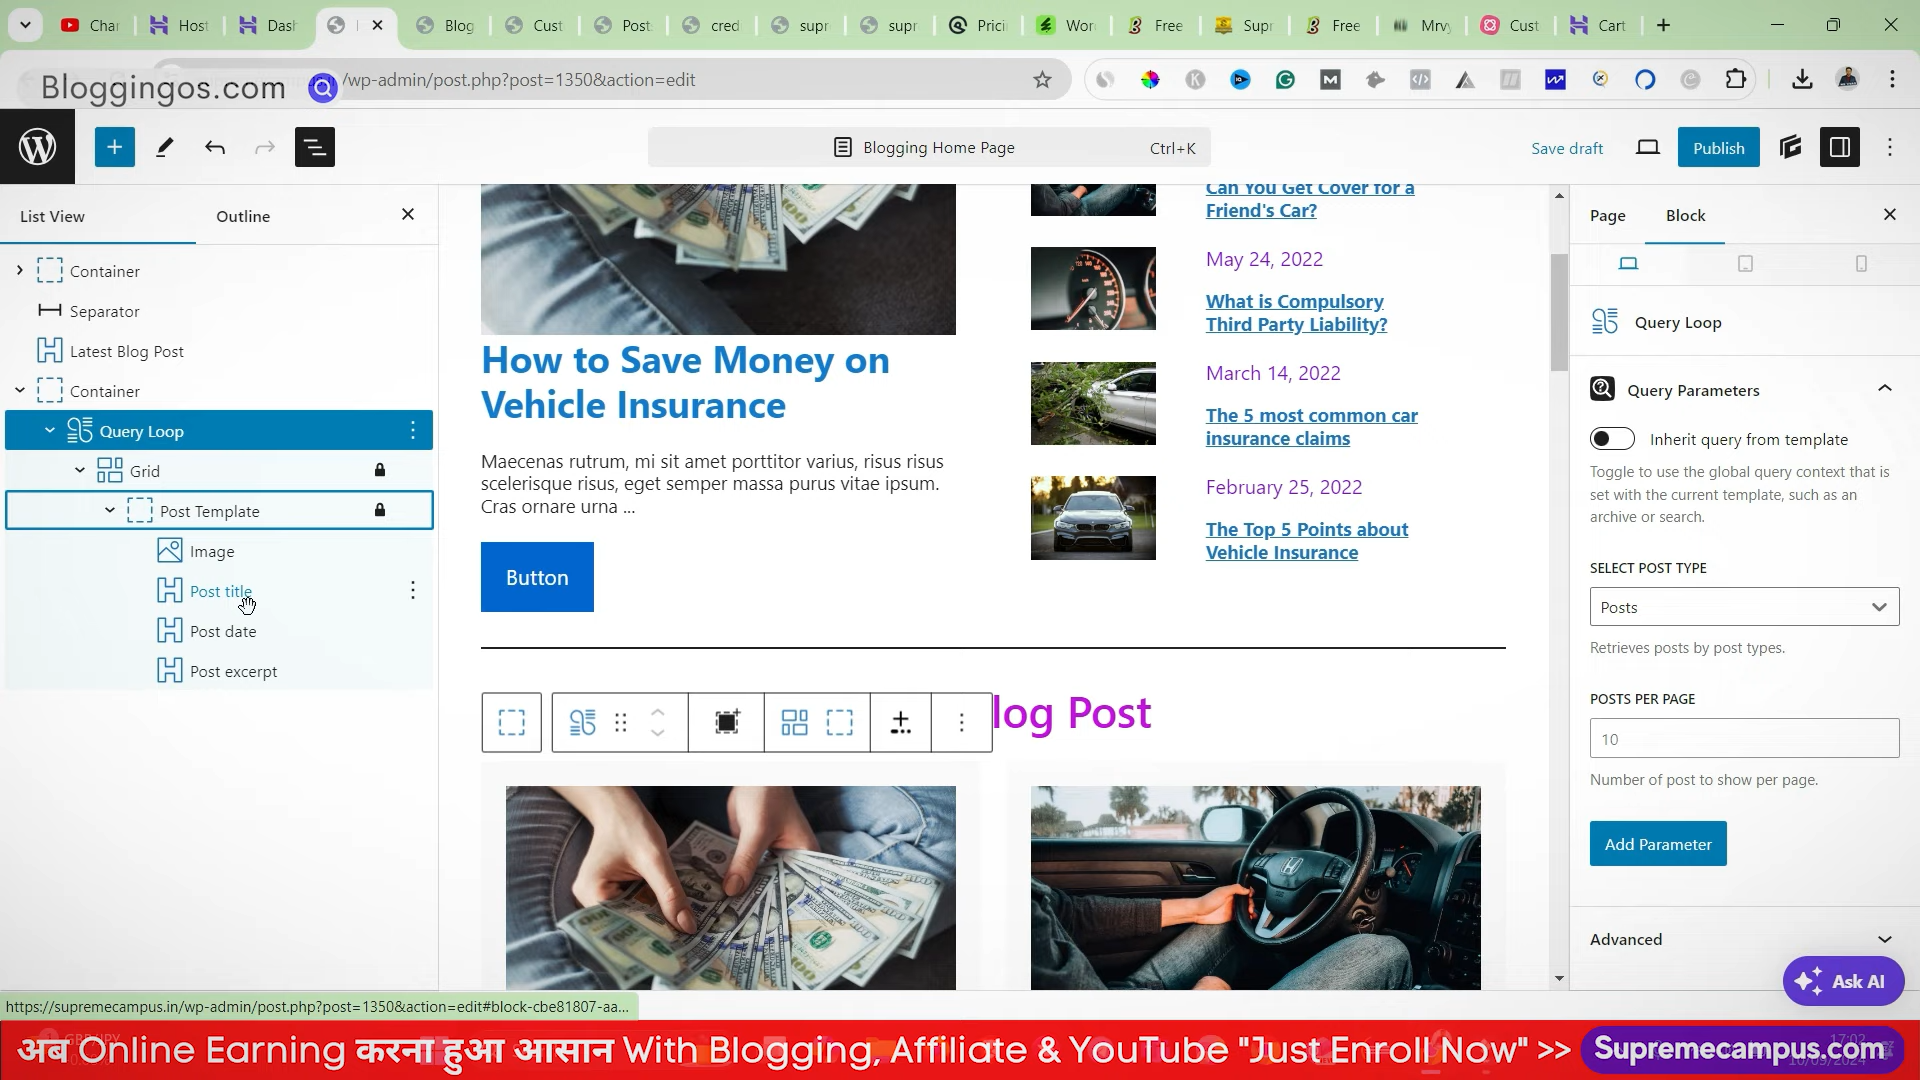 Char
Host
Dash
Blog
Cust
Post
cred
supr
supr
Prici
Wor
Free
Supr
Free
Mrvy
Cust
Cart
Bloggingos.com
/wp-admin/post.php?post=1350&action=edit
Blogging Home Page
Ctrl+K
Save draft
Publish
List View
Outline
Container
Separator
Latest Blog Post
Container
Query Loop
Grid
Post Template
Image
Post title
Post date
Post excerpt
How to Save Money on
Vehicle Insurance
Maecenas rutrum, mi sit amet porttitor varius, risus risus
scelerisque risus, eget semper massa purus vitae ipsum.
Cras ornare urna ...
Button
Can You Get Cover for a
Friend's Car?
May 24, 2022
What is Compulsory
Third Party Liability?
March 14, 2022
The 5 most common car
insurance claims
February 25, 2022
The Top 5 Points about
Vehicle Insurance
log Post
Page
Block
Query Loop
Query Parameters
Inherit query from template
Toggle to use the global query context that is
set with the current template, such as an
archive or search.
SELECT POST TYPE
Posts
Retrieves posts by post types.
POSTS PER PAGE
10
Number of post to show per page.
Add Parameter
Advanced
Ask AI
https://supremecampus.in/wp-admin/post.php?post=1350&action=edit#block-cbe81807-aa...
अब Online Earning करना हुआ आसान With Blogging, Affiliate & YouTube "Just Enroll Now" >>
Supremecampus.com